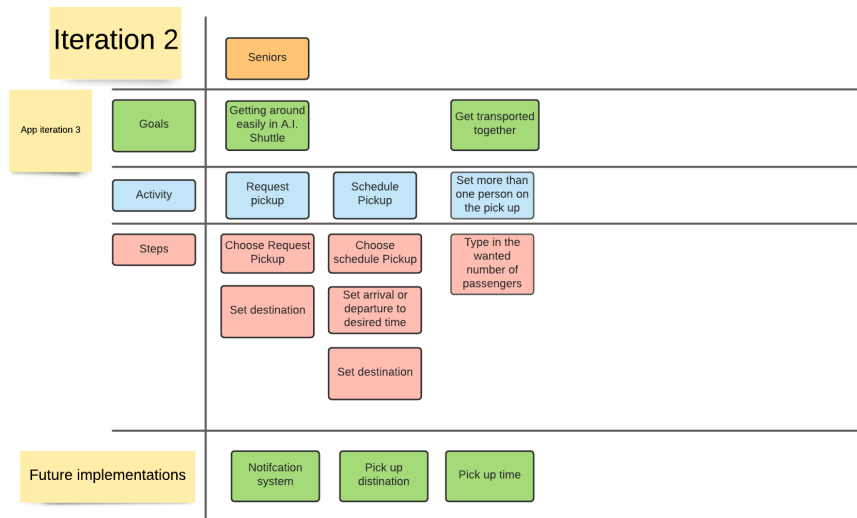 Iteration 2
Seniors
App iteration 3
Goals
Getting around
easily in A.I.
Shuttle
Get transported
together
Activity
Request
pickup
Schedule
Pickup
Set more than
one person on
the pick up
Steps
Choose Request
Pickup
Choose
schedule Pickup
Type in the
wanted
number of
passengers
Set destination
Set arrival or
departure to
desired time
Set destination
Future implementations
Notifcation
system
Pick up
distination
Pick up time